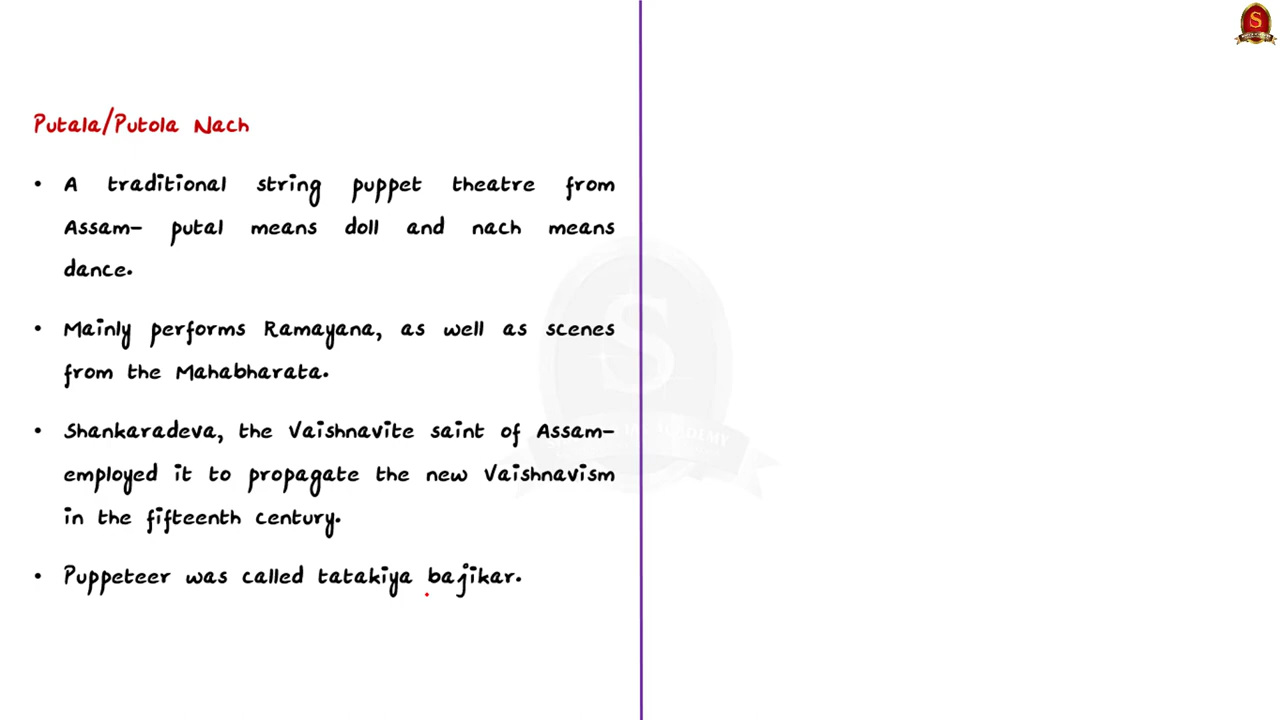 Putala/Putola Nach
• A traditional string puppet theatre from
Assam- putal means doll and nach means
dance.
• Mainly performs Ramayana, as well as scenes
from the Mahabharata.
• Shankaradeva, the Vaishnavite saint of Assam-
employed it to propagate the new Vaishnavism
in the fifteenth century.
• Puppeteer was called tatakiya bajikar.
S
S
ACADEMY